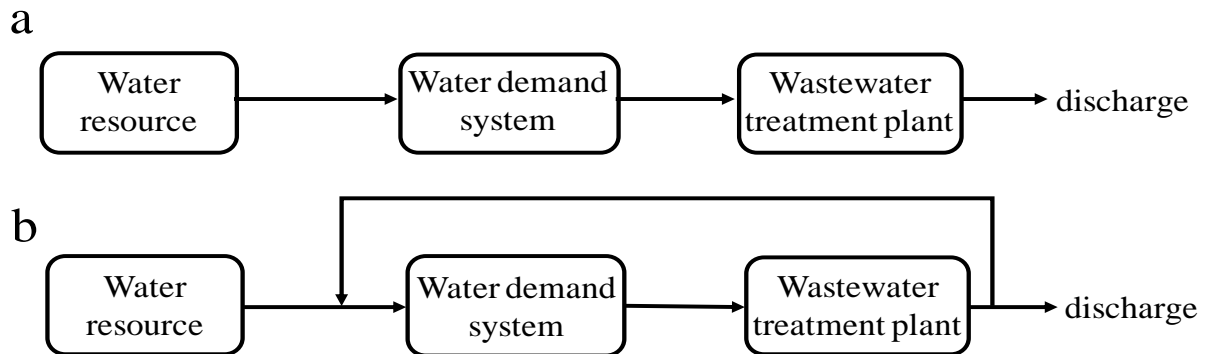 a
Water
resource
Water demand
system
Wastewater
treatment plant
discharge
b
Water
resource
Water demand
system
Wastewater
treatment plant
discharge